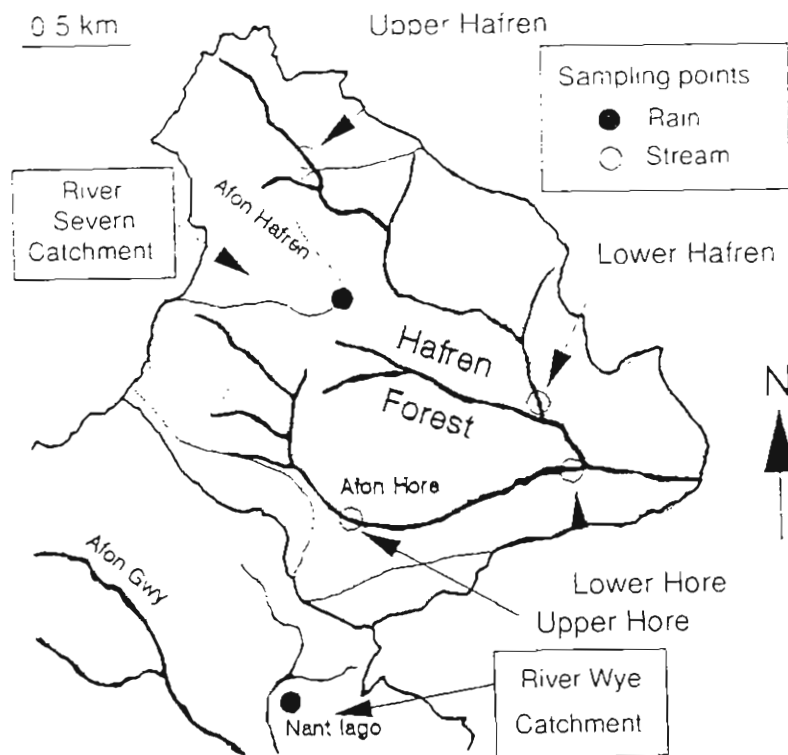 0.5 km
Upper Hafren
Sampling points
Rain
Stream
River
Severn
Catchment
Afon Hafren
Lower Hafren
Hafren
Forest
N
Afon Hore
Afon Gwy
Lower Hore
Upper Hore
River Wye
Catchment
Nant Iago